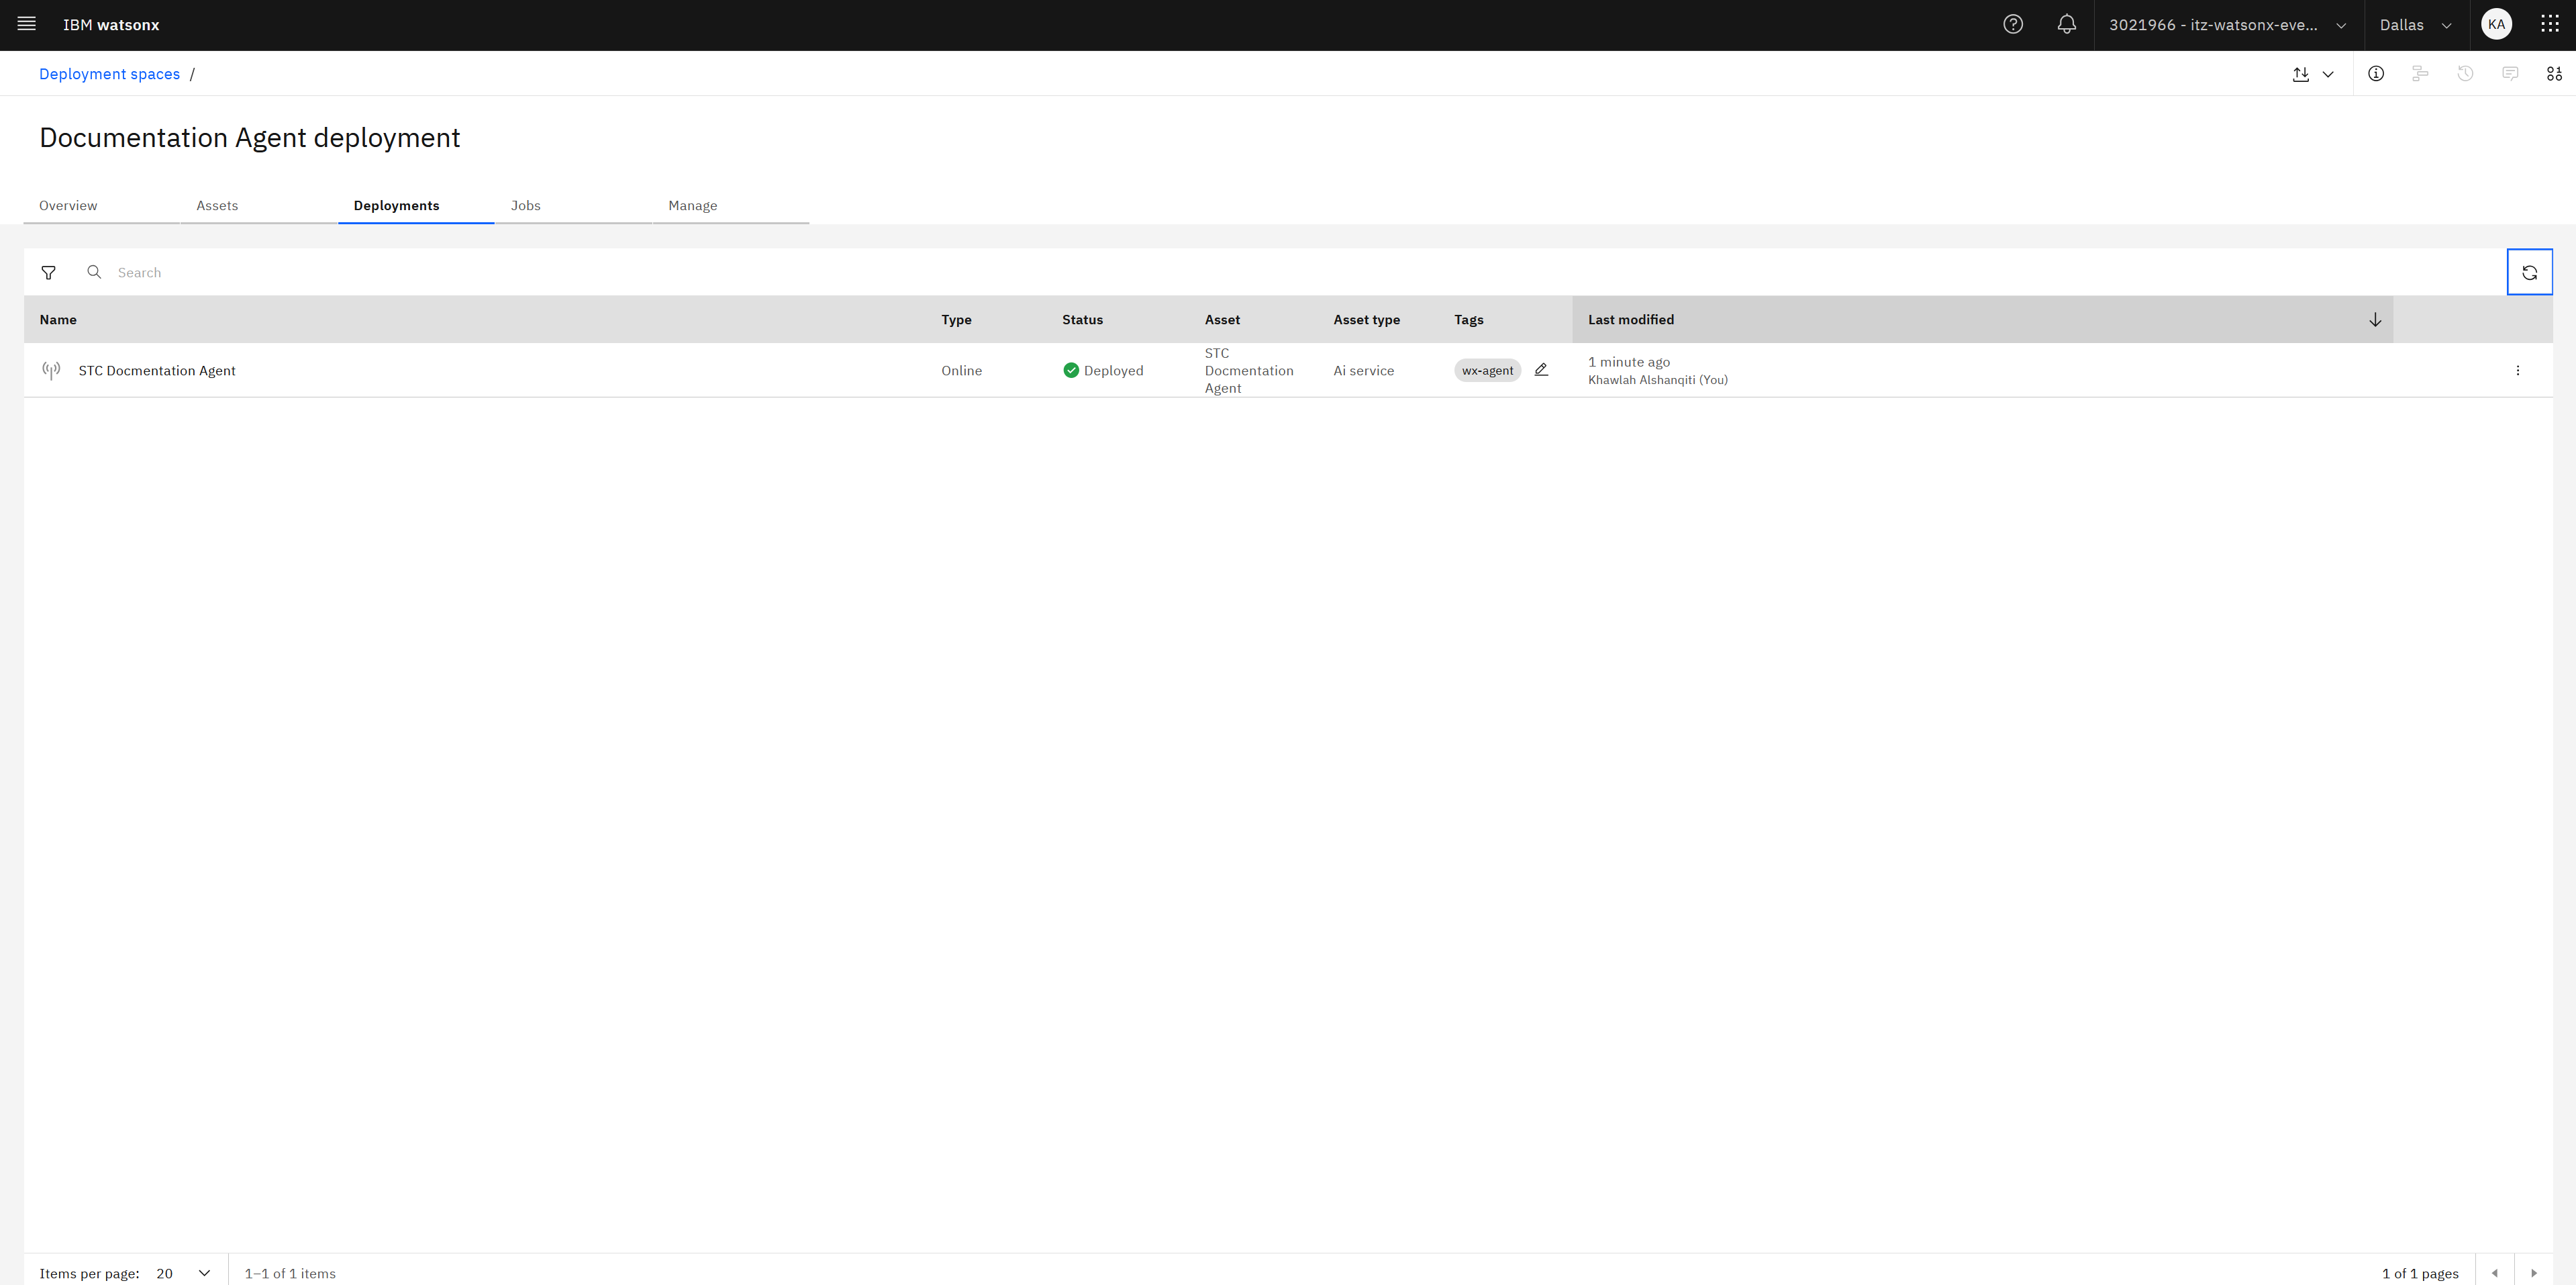 IBM watsonx
3021966 - itz-watsonx-eve...
Dallas
KA
Deployment spaces /
Documentation Agent deployment
Overview
Assets
Deployments
Jobs
Manage
Search
Name
Type
Status
Asset
Asset type
Tags
Last modified
STC Docmentation Agent
Online
Deployed
STC
Docmentation
Agent
Ai service
wx-agent
1 minute ago
Khawlah Alshanqiti (You)
Items per page: 20
1–1 of 1 items
1 of 1 pages